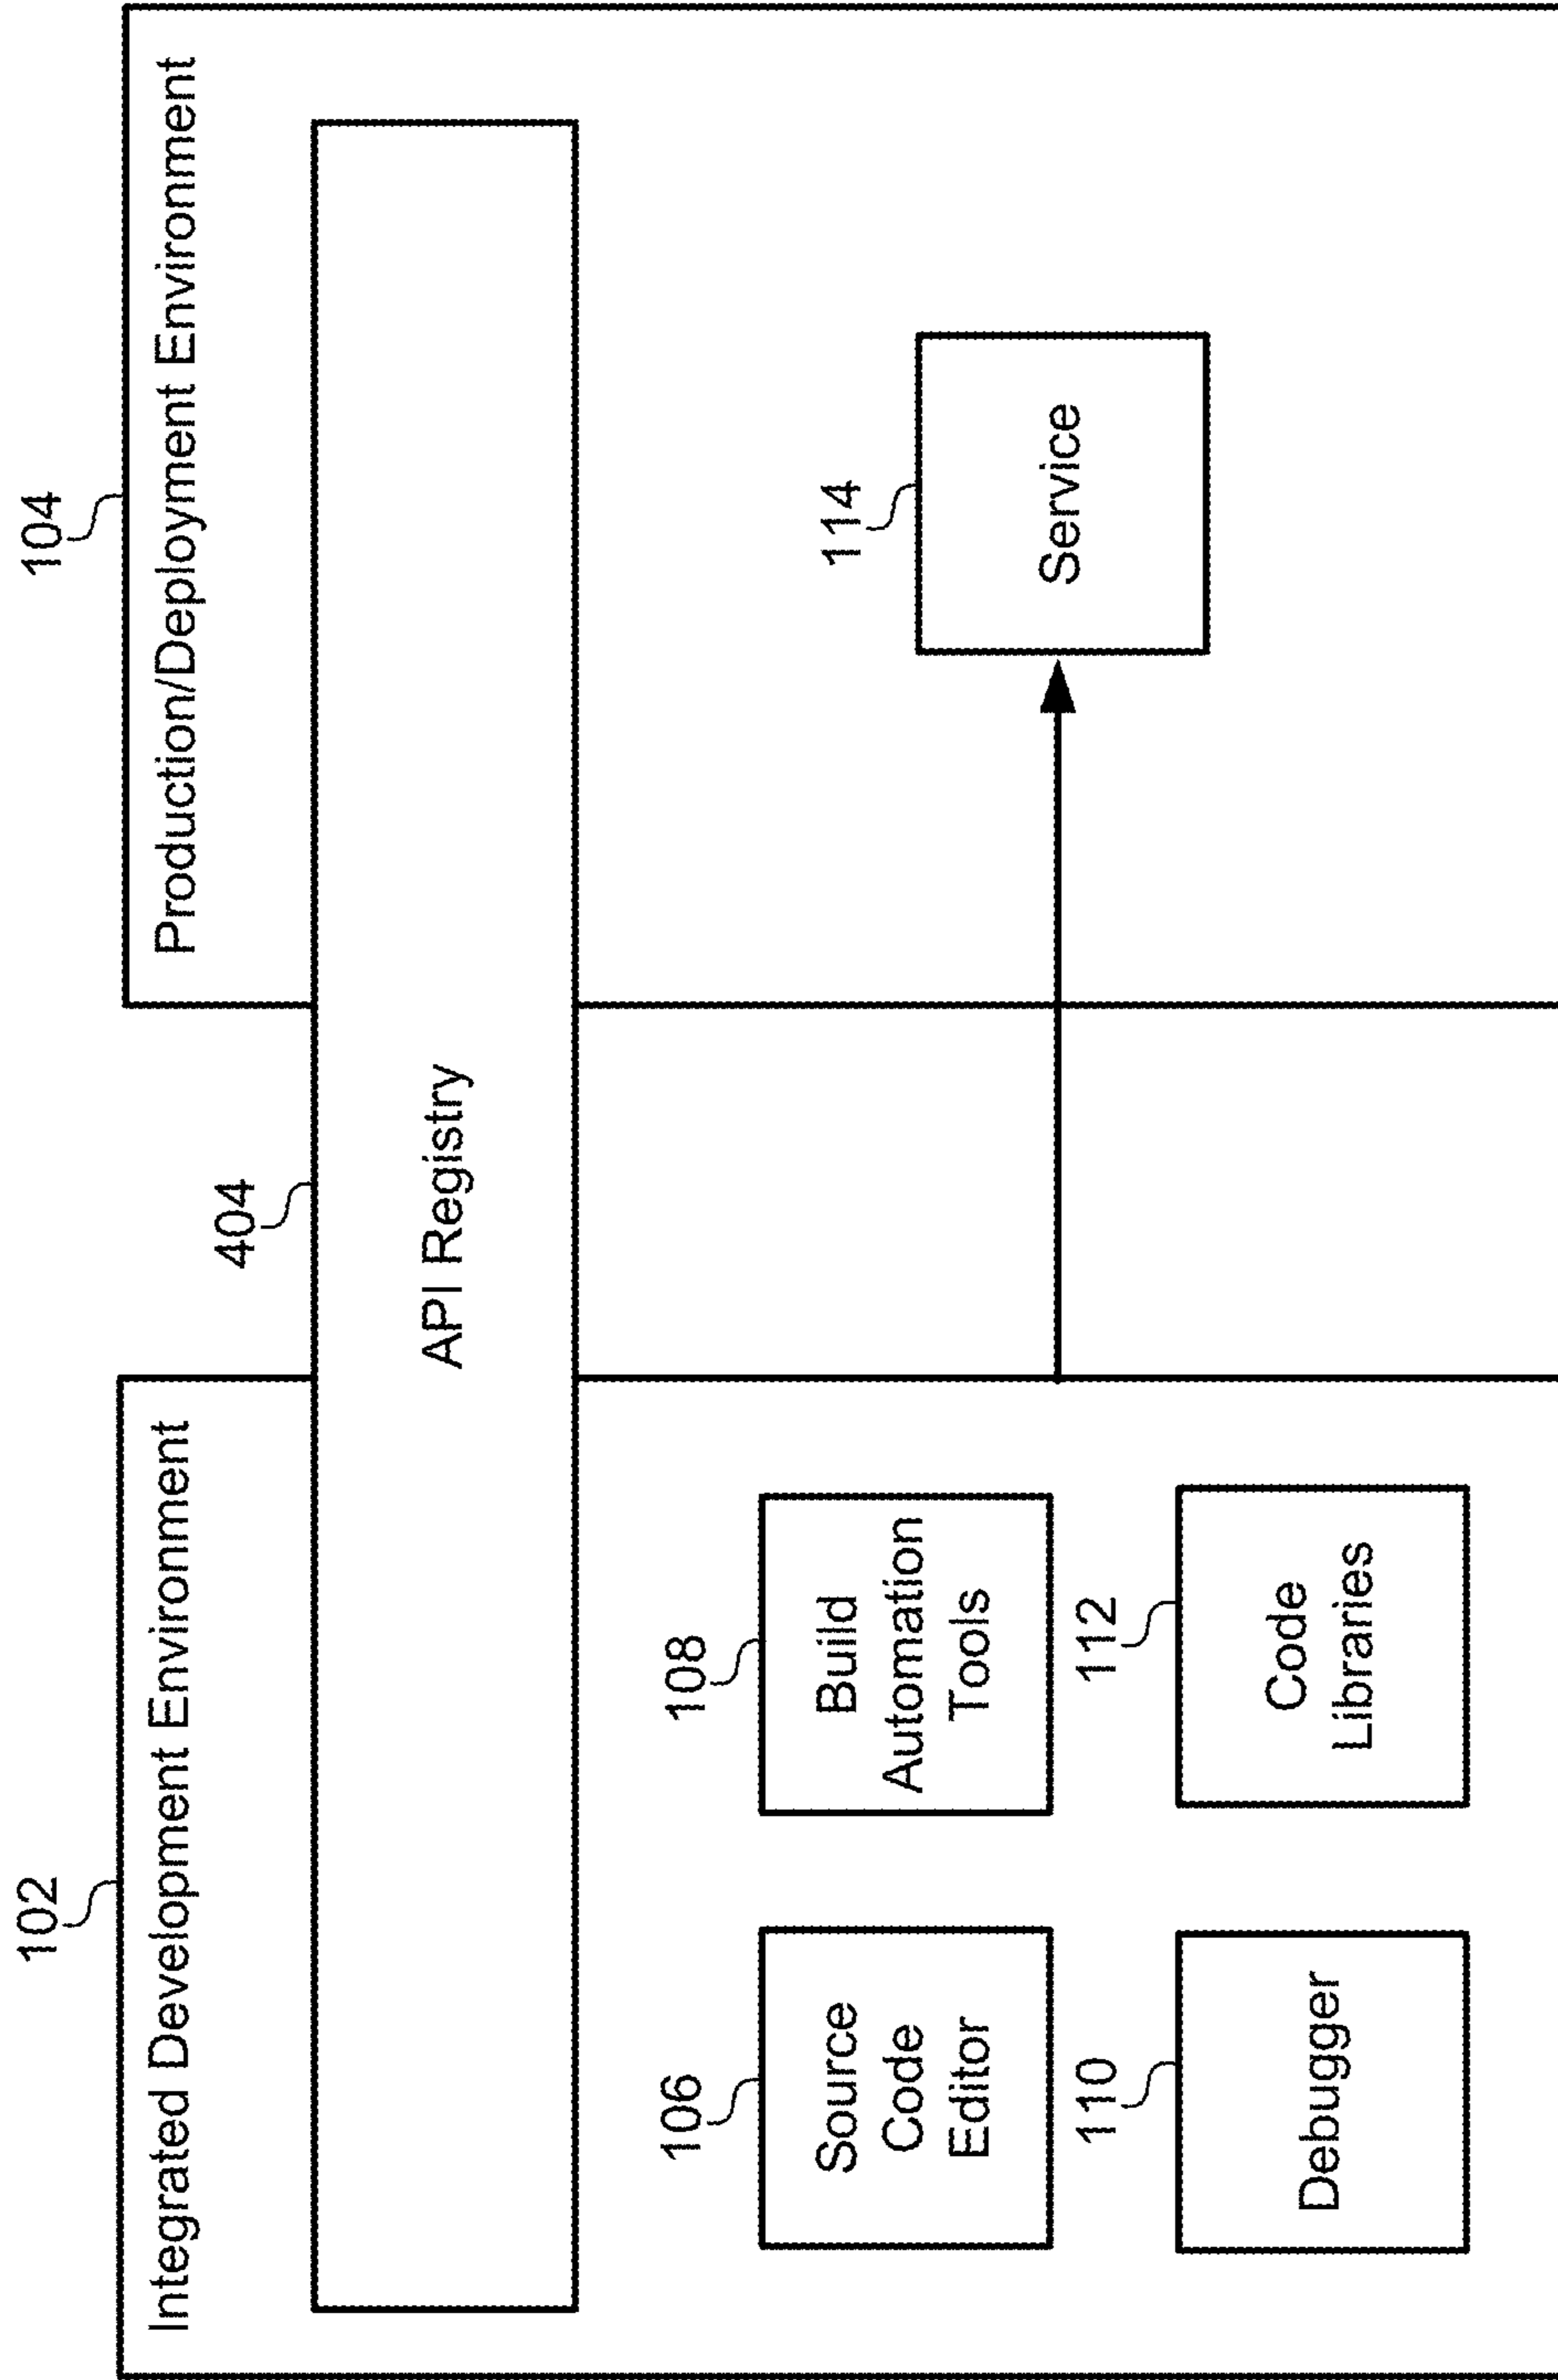 102
Integrated Development Environment
104
Production/Deployment Environment
404
API Registry
106
Source
Code
Editor
108
Build
Automation
Tools
110
Debugger
112
Code
Libraries
114
Service